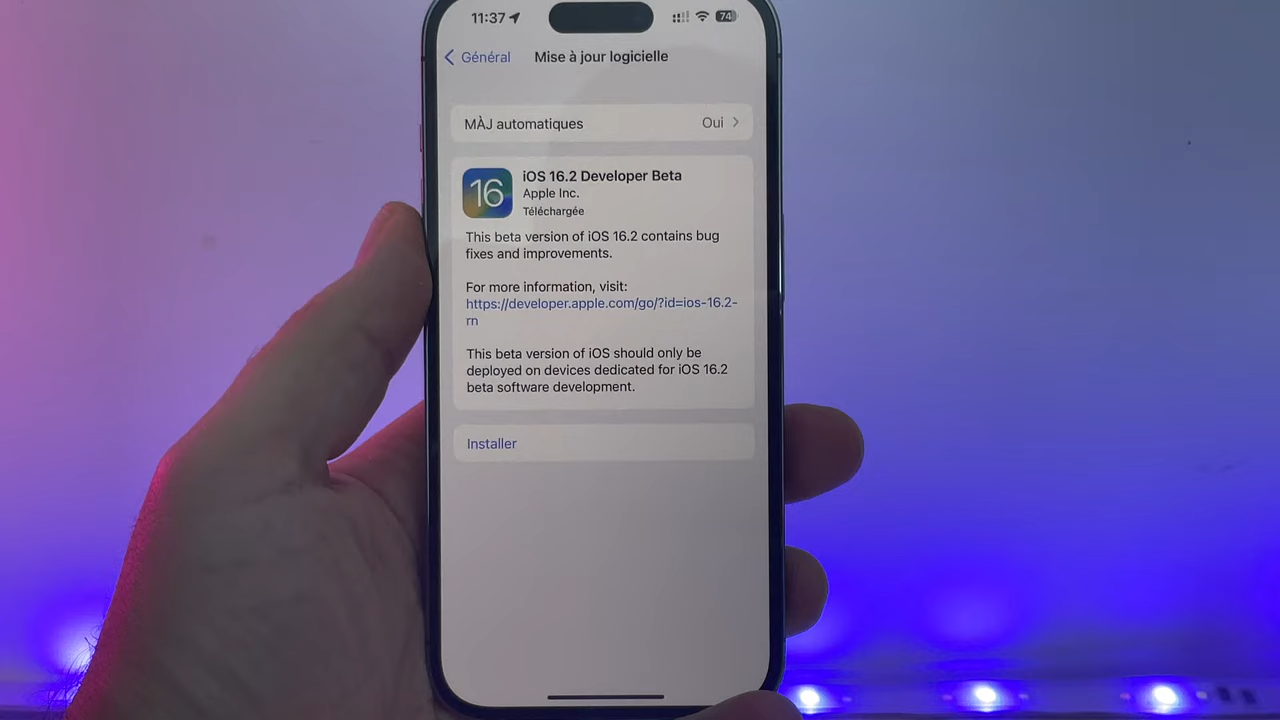 11:37
74
Général
Mise à jour logicielle
MÀJ automatiques
Oui
16
iOS 16.2 Developer Beta
Apple Inc.
Téléchargée
This beta version of iOS 16.2 contains bug
fixes and improvements.
For more information, visit:
https://developer.apple.com/go/?id=ios-16.2-
rn
This beta version of iOS should only be
deployed on devices dedicated for iOS 16.2
beta software development.
Installer